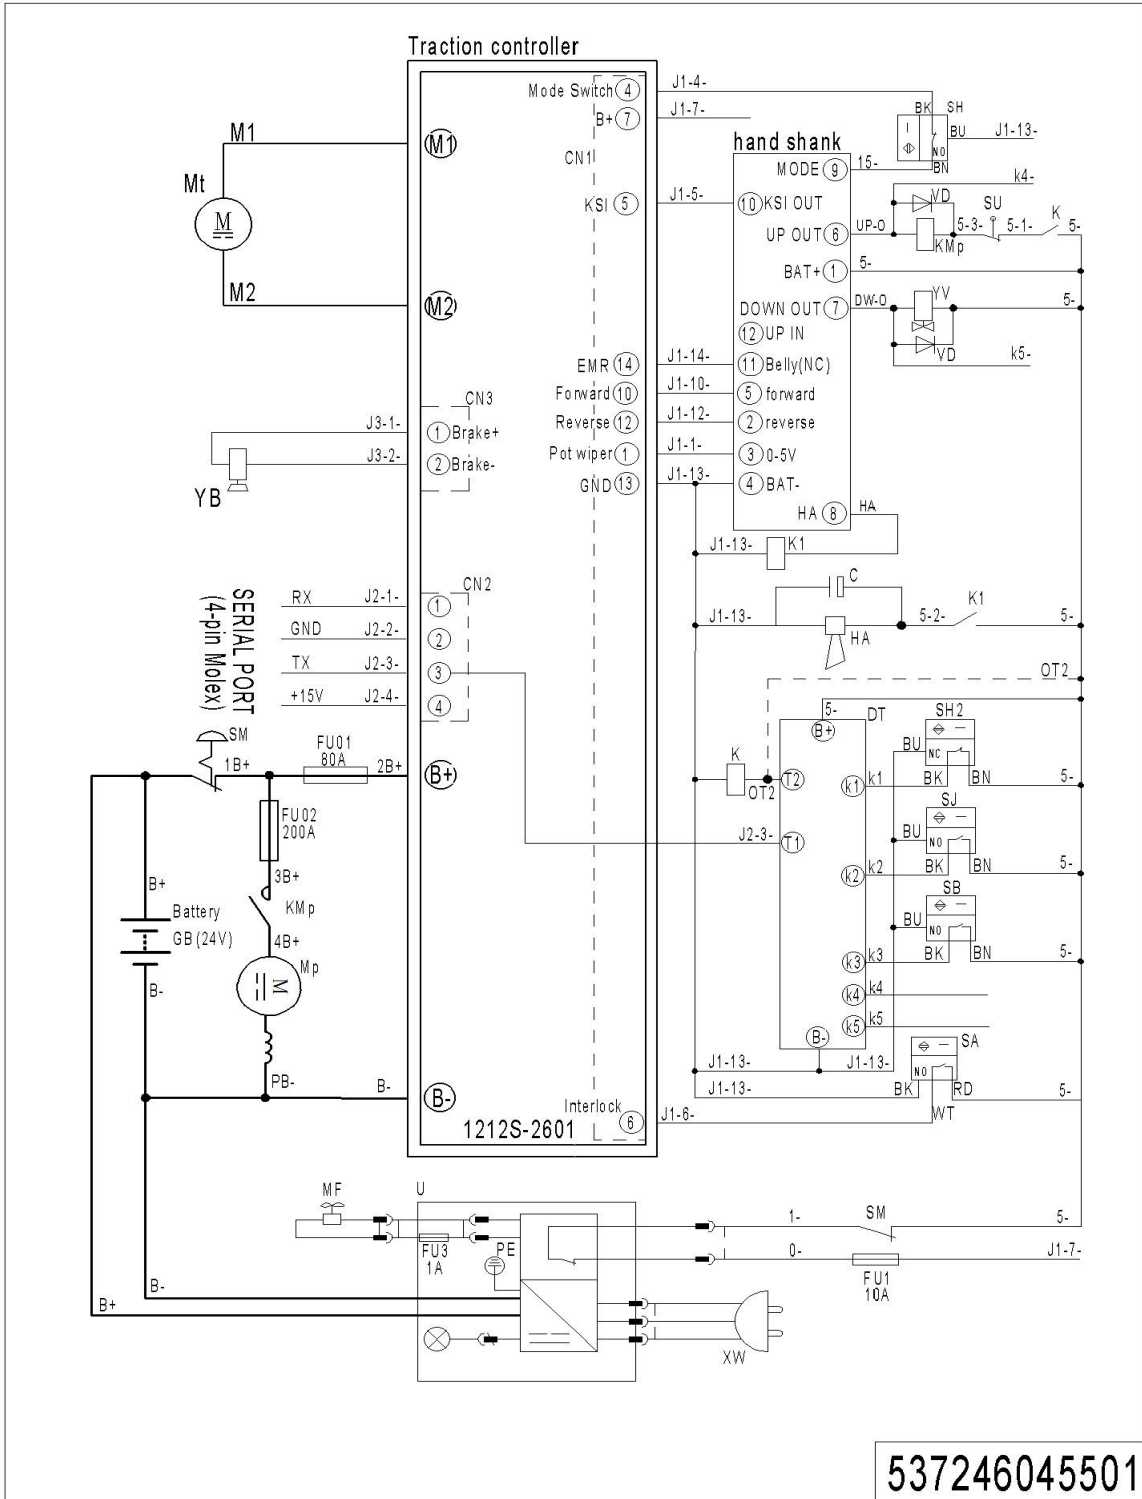 Traction controller
Mode Switch 4
J1-4-
B+ 7
J1-7-
CN1
KSI 5
J1-5-
BK SH
BU
J1-13-
NO
BN
hand shank
MODE 9
15-
10 KSI OUT
UP OUT 6
UP-O
BAT+ 1
5-
DOWN OUT 7
DW-O
12 UP IN
11 Belly(NC)
5 forward
2 reverse
3 0-5V
4 BAT-
HA 8
HA
k4-
VD
SU
K
5-3-
5-1-
5-
KMp
YV
5-
VD
k5-
M1
M1
Mt
M
M2
M2
EMR 14
J1-14-
Forward 10
J1-10-
Reverse 12
J1-12-
Pot wiper 1
J1-1-
GND 13
J1-13-
CN3
J3-1-
1 Brake+
J3-2-
2 Brake-
YB
J1-13-
K1
C
J1-13-
HA
5-2-
K1
5-
SERIAL PORT
(4-pin Molex)
CN2
RX J2-1- 1
GND J2-2- 2
TX J2-3- 3
+15V J2-4- 4
OT2
5-
B+
DT
K
OT2
T2
J2-3-
T1
k1 k1
k2 k2
k3 k3
k4 k4
k5 k5
B-
SH2
BU
NC
BK BN
5-
SJ
BU
NO
BK BN
5-
SB
BU
NO
BK BN
5-
SA
NO
BK RD
WT
5-
J1-13- J1-13-
J1-13-
J1-6-
SM
1B+
FU01
80A
2B+
B+
FU02
200A
3B+
KMp
4B+
Mp
M
B+
Battery
GB(24V)
B-
PB-
B-
B-
Interlock
6
1212S-2601
MF
U
FU3
1A
PE
B-
B+
1-
SM
5-
0-
FU1
10A
J1-7-
XW
537246045501